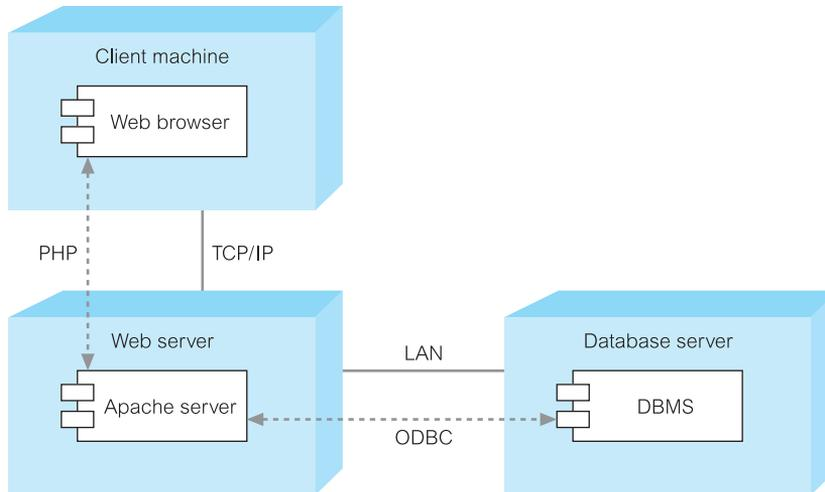 Client machine
Web browser
PHP
TCP/IP
Web server
Apache server
LAN
ODBC
Database server
DBMS